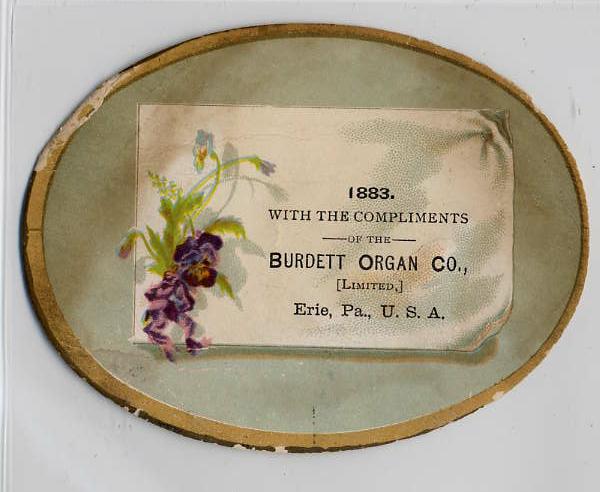 1883.
WITH THE COMPLIMENTS
OF THE
BURDETT ORGAN CO.,
[LIMITED,]
Erie, Pa., U. S. A.